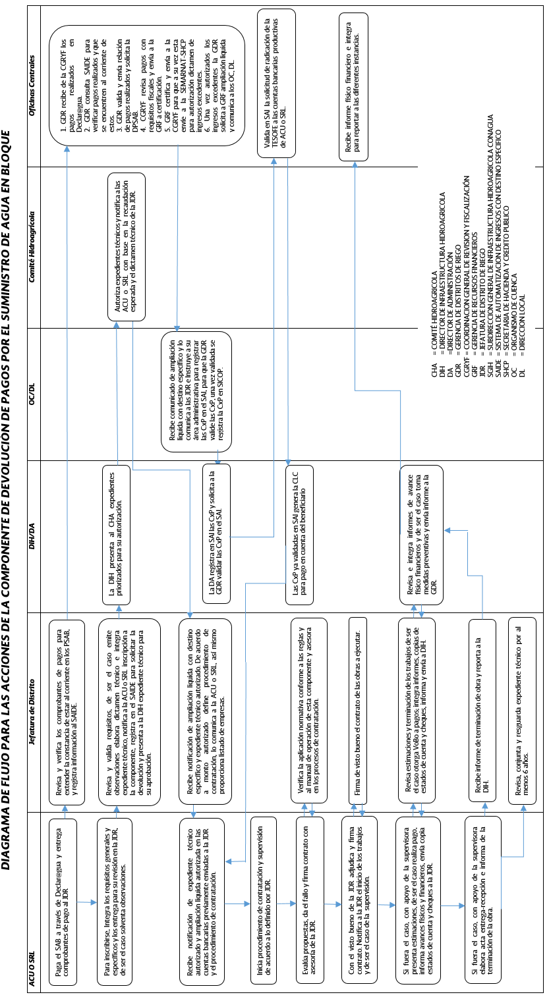 DIAGRAMA DE FLUJO PARA LAS ACCIONES DE LA COMPONENTE DE DEVOLUCIÓN DE PAGOS POR EL SUMINISTRO DE AGUA EN BLOQUE
ACU O SRL
Jefatura de Distrito
DIH/DA
OC/DL
Comité Hidroagrícola
Oficinas Centrales
Paga el SAB a través de Declar@gua y entrega
comprobantes de pago al JDR
Revisa y verifica los comprobantes de pagos para
extender la constancia de estar al corriente en los PSAB,
y registra información al SAIDE.
1. GDR recibe de la CGRYF los
pagos realizados en
Declar@gua.
2. GDR consulta SAIDE para
verificar pagos realizados y que
se encuentren al corriente de
estos.
3. GDR valida y envía relación
de pagos realizados y solicita la
DPSAB.
4. CGRYF revisa pagos con
requisitos fiscales y envía a la
GRF a certificación.
5. GRF certifica y envía a la
CGRYF para que a su vez esta
envíe a la SEMARNAT-SHCP
para autorización dictamen de
ingresos excedentes.
6. Una vez autorizados los
ingresos excedentes la GDR
solicita a GRF ampliación líquida
y comunica a los OC, DL
Para inscribirse, Integra los requisitos generales y
específicos y los entrega para su revisión en la JDR,
de ser el caso solventa observaciones.
Revisa y valida requisitos, de ser el caso emite
observaciones elabora dictamen técnico e integra
expediente técnico, notifica a la ACU o SRL inscripción a
la componente, registra en el SAIDE para solicitar la
devolución y presenta a la DIH expediente técnico para
su aprobación.
La DIH presenta al CHA expedientes
priorizados para su autorización.
Autoriza expedientes técnicos y notifica a las
ACU o SRL con base en la recaudación
esperada y el dictamen técnico de la JDR.
Recibe comunicado de ampliación
líquida con destino específico y lo
comunica a las JDR e Instruye a su
área administrativa para registrar
las CxP en el SAI, para que la GDR
valide las CxP, una vez validada se
registra la CxP en SICOP.
Recibe notificación de expediente técnico
autorizado y ampliación líquida autorizada en las
cuentas bancarias previamente enviadas a la JDR
y el procedimiento de contratación.
Recibe notificación de ampliación líquida con destino
específico y expediente técnico autorizado. De acuerdo
a monto autorizado define procedimiento de
contratación, lo comunica a la ACU o SRL, así mismo
proporciona listado de empresas.
La DA registra en SAI las CxP y solicita a la
GDR validar las CxP en el SAI.
Valida en SAI la solicitud de radicación de la
TESOFE a las cuentas bancarias productivas
de ACU o SRL.
Inicia procedimiento de contratación y supervisión
de acuerdo a lo definido por JDR.
Las CxP ya validadas en SAI genera la CLC
para pago en cuenta del beneficiario
Evalúa propuestas, da el fallo y firma contrato con
asesoría de la JDR.
Verifica la aplicación normativa conforme a las reglas y
al manual de operación de esta componente y asesora
en los procesos de contratación.
Con el visto bueno de la JDR adjudica y firma
contrato. Notifica a la JDR el inicio de los trabajos
y de ser el caso de la supervisión.
Firma de visto bueno el contrato de las obras a ejecutar.
Recibe informe físico financiero e integra
para reportar a las diferentes instancias.
Si fuera el caso, con apoyo de la supervisora
presenta estimaciones, de ser el caso realiza pago,
informa avances físicos y financieros, envía copia
estados de cuenta y cheques a la JDR.
Revisa estimaciones y terminación de los trabajos de ser
el caso otorga VoBo a pagos; integra informes, copias de
estados de cuenta y cheques, informa y envía a DIH.
Revisa e integra informes de avance
físico financieros y de ser el caso toma
medidas preventivas y envía informe a la
GDR.
Si fuera el caso, con apoyo de la supervisora
elabora acta entrega-recepción e informa de la
terminación de la obra.
Recibe informe de terminación de obra y reporta a la
DIH.
Revisa, conjunta y resguarda expediente técnico por al
menos 6 años.
CHA = COMITÉ HIDROAGRICOLA
DIH = DIRECTOR DE INFRAESTRUCTURA HIDROAGRICOLA
DA =DIRECTOR DE ADMINISTRACIÓN
GDR = GERENCIA DE DISTRITOS DE RIEGO
CGRYF = COORDINACION GENERAL DE REVISION Y FISCALIZACIÓN
GRF = GERENCIA DE RECURSOS FINANCIEROS
JDR = JEFATURA DE DISTRITO DE RIEGO
SGIH = SUBDIRECCION GENERAL DE INFRAESTRUCTURA HIDROAGRICOLA CONAGUA
SAIDE = SISTEMA DE AUTOMATIZACION DE INGRESOS CON DESTINO ESPECIFICO
SHCP = SECRETARIA DE HACIENDA Y CREDITO PUBLICO
OC = ORGANISMO DE CUENCA
DL = DIRECCION LOCAL